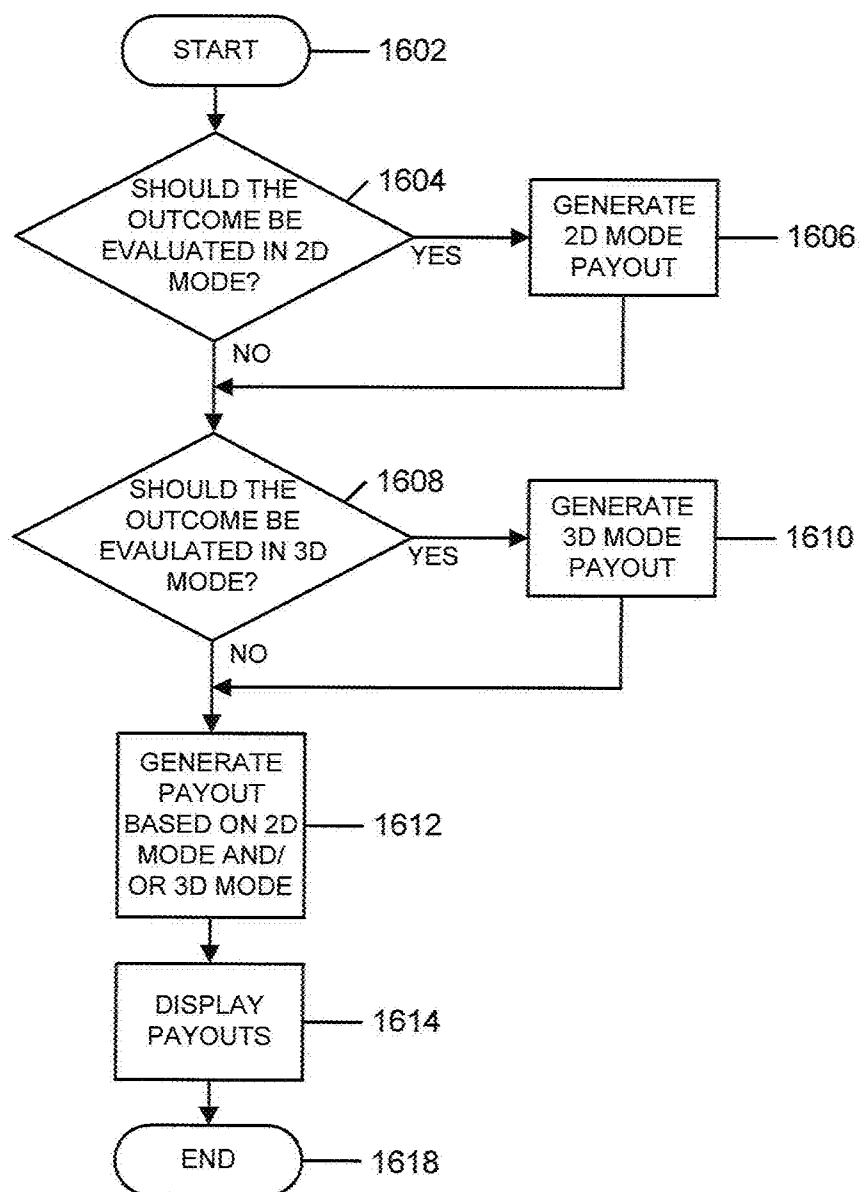 START
1602
SHOULD THE
OUTCOME BE
EVALUATED IN 2D
MODE?
1604
YES
GENERATE
2D MODE
PAYOUT
1606
NO
SHOULD THE
OUTCOME BE
EVAULATED IN 3D
MODE?
1608
YES
GENERATE
3D MODE
PAYOUT
1610
NO
GENERATE
PAYOUT
BASED ON 2D
MODE AND/
OR 3D MODE
1612
DISPLAY
PAYOUTS
1614
END
1618